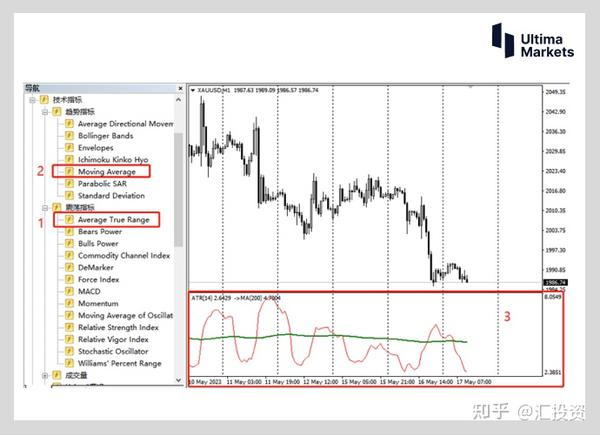 Ultima
Markets
导航
技术指标
趋势指标
Average Directional Movem
Bollinger Bands
Envelopes
Ichimoku Kinko Hyo
2
Moving Average
Parabolic SAR
Standard Deviation
震荡指标
1
Average True Range
Bears Power
Bulls Power
Commodity Channel Index
DeMarker
Force Index
MACD
Momentum
Moving Average of Oscillator
Relative Strength Index
Relative Vigor Index
Stochastic Oscillator
Williams' Percent Range
成交量
XAUUSD,H1 1987.63 1989.09 1986.57 1986.74
2049.35
2042.90
2036.30
2029.85
2023.40
2016.80
2010.35
2003.75
1997.30
1990.85
1986.74
1984.25
ATR(14) 2.6429 ->MA(200) 4.7004
8.0549
3
2.3851
10 May 2023
11 May 03:00
11 May 19:00
12 May 12:00
15 May 05:00
15 May 21:00
16 May 14:00
17 May 07:00
知乎 @汇投资